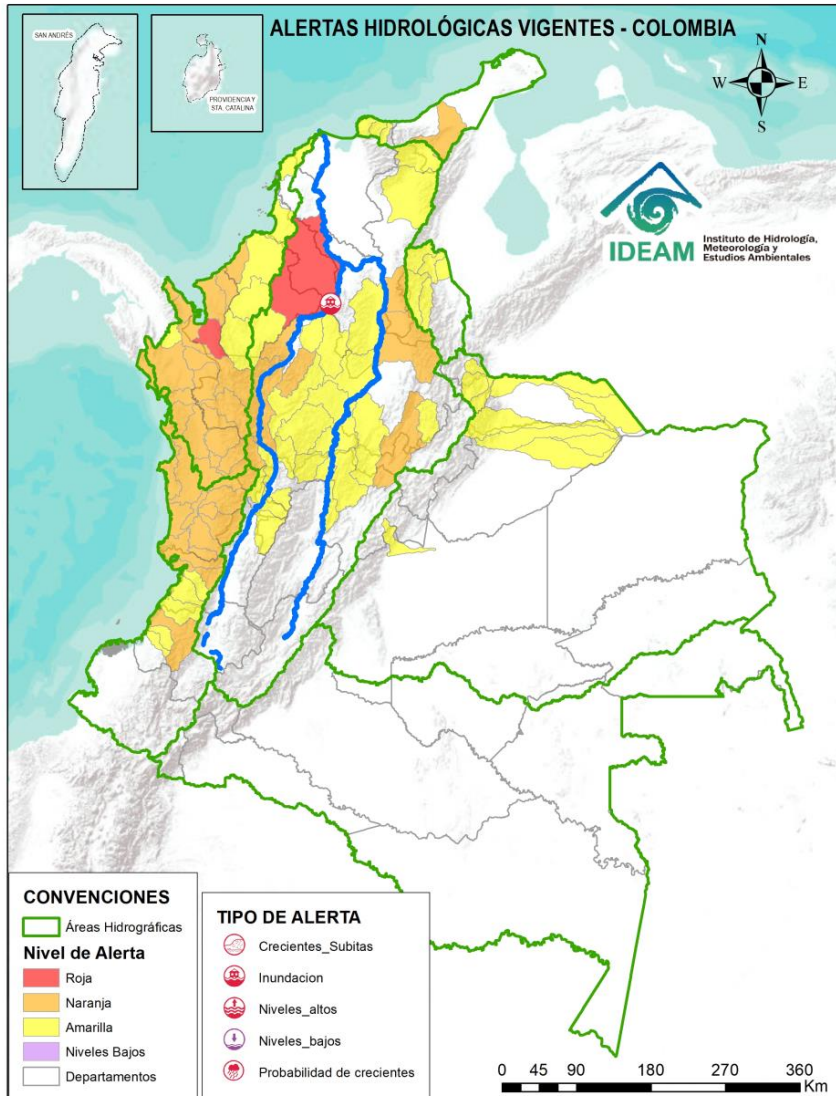 ALERTAS HIDROLÓGICAS VIGENTES - COLOMBIA
SAN ANDRÉS
PROVIDENCIA Y
STA. CATALINA
N
W
E
S
IDEAM
Instituto de Hidrología,
Meteorología y
Estudios Ambientales
CONVENCIONES
Áreas Hidrográficas
Nivel de Alerta
Roja
Naranja
Amarilla
Niveles Bajos
Departamentos
TIPO DE ALERTA
Crecientes_Subitas
Inundacion
Niveles_altos
Niveles_bajos
Probabilidad de crecientes
0 45 90 180 270 360
Km